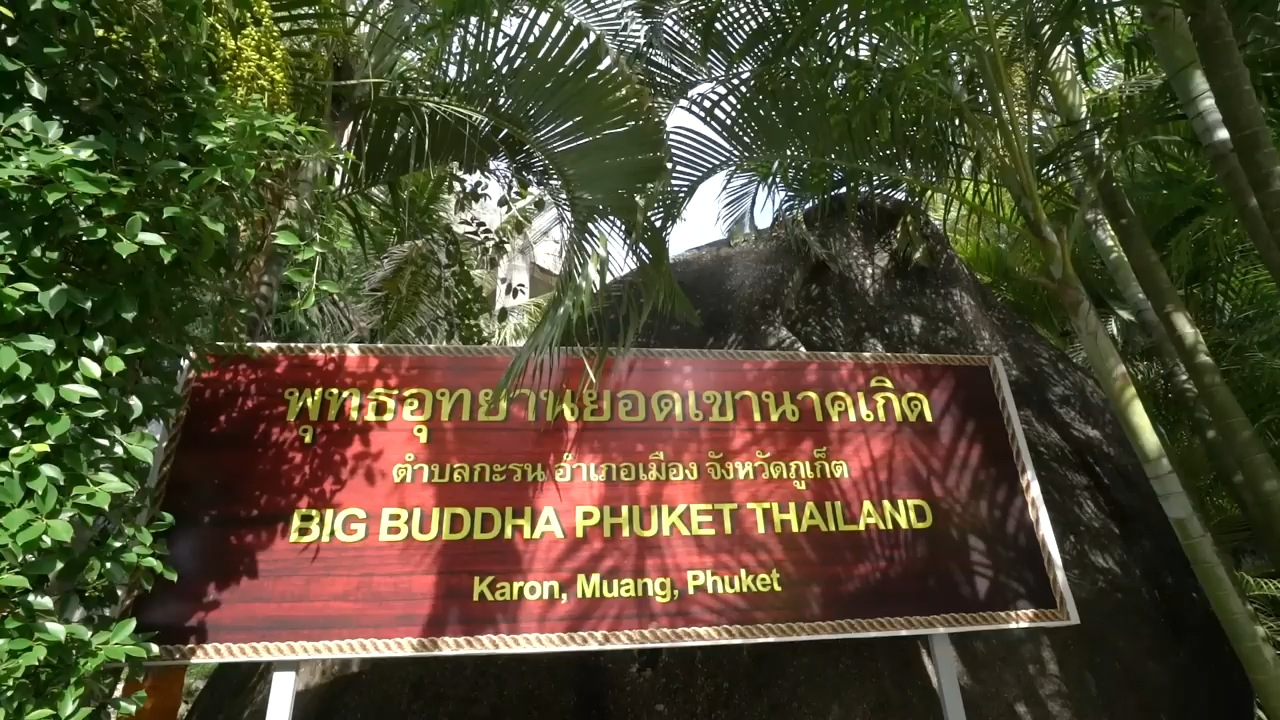 พุทธอุทยานยอดเขานาคเกิด
ตำบลกะรน อำเภอเมือง จังหวัดภูเก็ต
BIG BUDDHA PHUKET THAILAND
Karon, Muang, Phuket